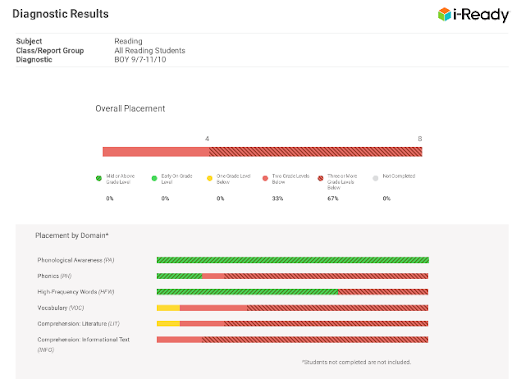 Diagnostic Results
i-Ready
Subject Reading
Class/Report Group All Reading Students
Diagnostic BOY 9/7-11/10
Overall Placement
4 8
Mid or Above Early On Grade One Grade Level Two Grade Levels Three or More Not Completed
Grade Level Level Below Below Grade Levels
Below
0% 0% 0% 33% 67% 0%
Placement by Domain*
Phonological Awareness (PA)
Phonics (PH)
High-Frequency Words (HFW)
Vocabulary (VOC)
Comprehension: Literature (LIT)
Comprehension: Informational Text
(INFO)
*Students not completed are not included.